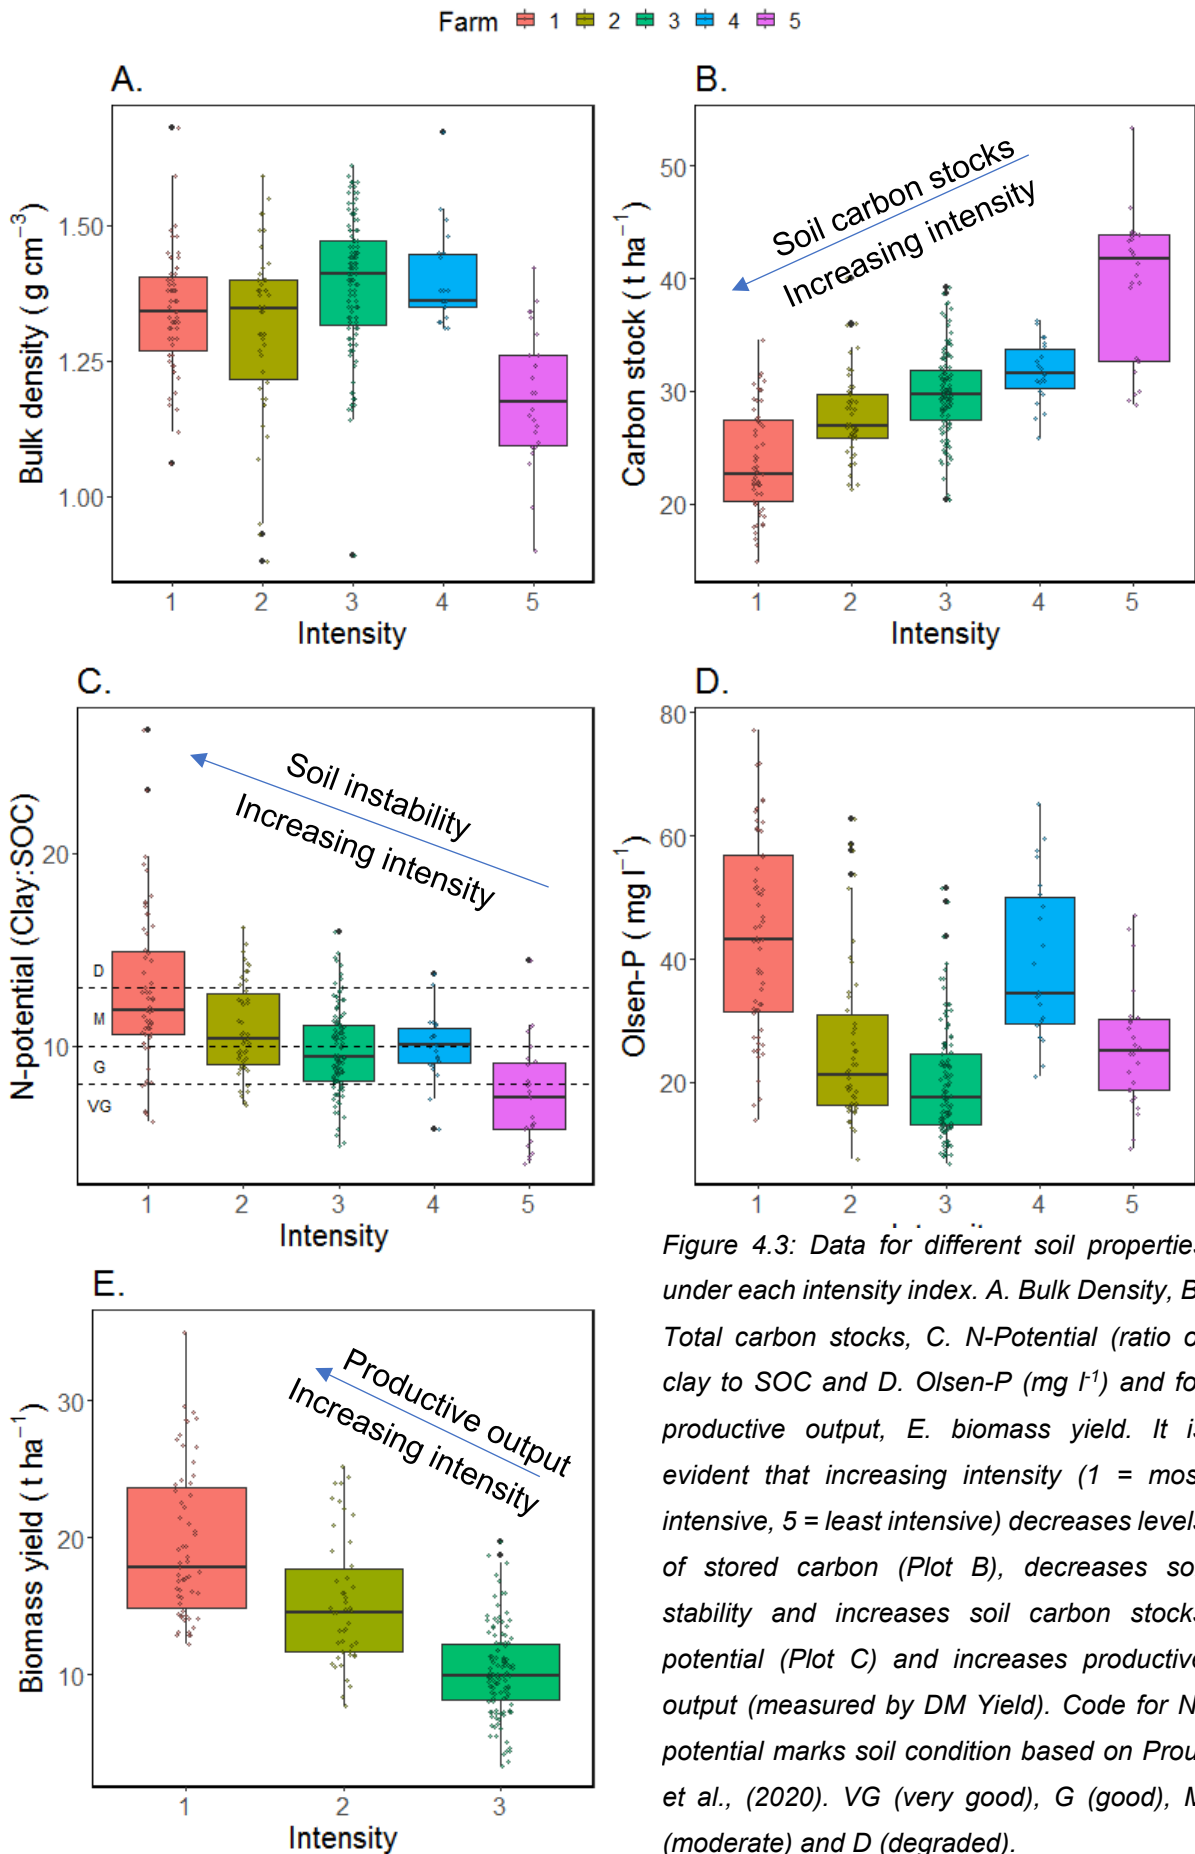 Farm 1 2 3 4 5
A.
Bulk density ( g cm−3)
1.50
1.25
1.00
1 2 3 4 5
Intensity
B.
Carbon stock ( t ha−1)
50
40
30
20
Soil carbon stocks
Increasing intensity
1 2 3 4 5
Intensity
C.
N-potential (Clay:SOC)
20
10
D
M
G
VG
Soil instability
Increasing intensity
1 2 3 4 5
Intensity
D.
Olsen-P ( mg l−1)
80
60
40
20
1 2 3 4 5
E.
Biomass yield ( t ha−1)
30
20
10
Productive output
Increasing intensity
1 2 3
Intensity
Figure 4.3: Data for different soil properties
under each intensity index. A. Bulk Density, B
Total carbon stocks, C. N-Potential (ratio o
clay to SOC and D. Olsen-P (mg l-1) and fo
productive output, E. biomass yield. It is
evident that increasing intensity (1 = mos
intensive, 5 = least intensive) decreases levels
of stored carbon (Plot B), decreases so
stability and increases soil carbon stocks
potential (Plot C) and increases productive
output (measured by DM Yield). Code for N
potential marks soil condition based on Prou
et al., (2020). VG (very good), G (good), M
(moderate) and D (degraded).